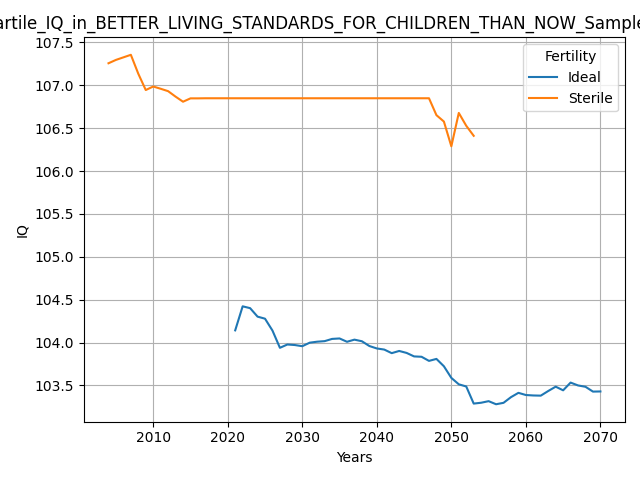 artile_IQ_in_BETTER_LIVING_STANDARDS_FOR_CHILDREN_THAN_NOW_Sample
107.5
107.0
106.5
106.0
105.5
105.0
104.5
104.0
103.5
IQ
Fertility
Ideal
Sterile
2010 2020 2030 2040 2050 2060 2070
Years